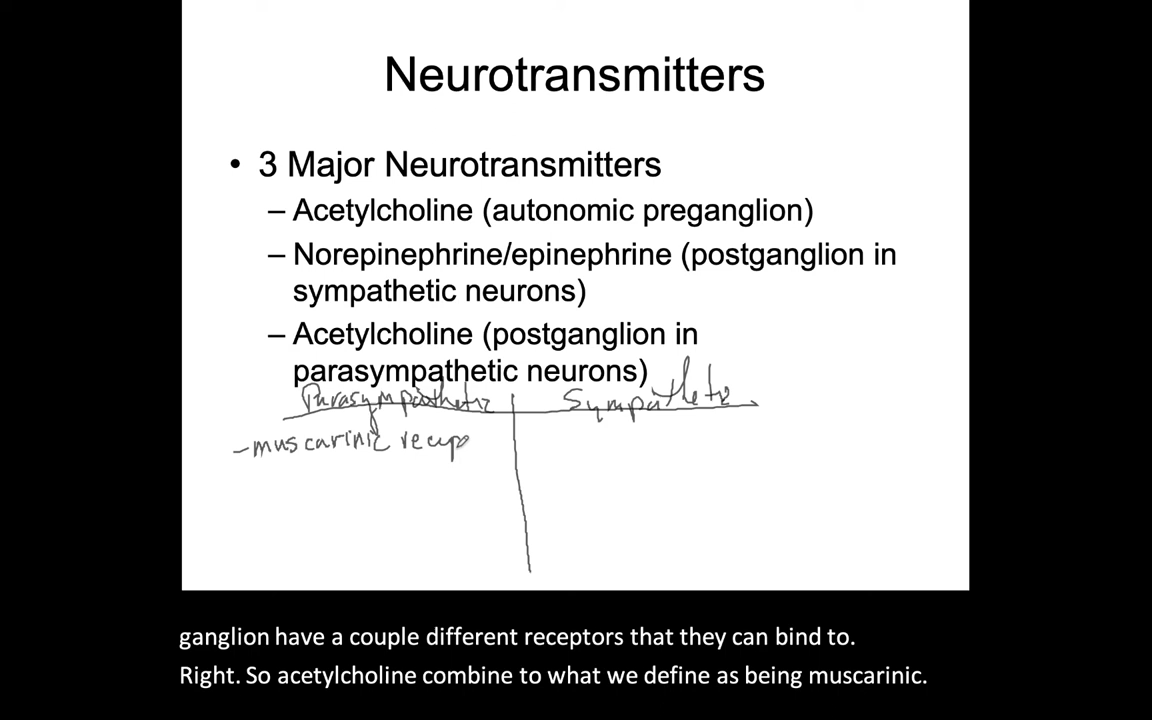 Neurotransmitters
• 3 Major Neurotransmitters
– Acetylcholine (autonomic preganglion)
– Norepinephrine/epinephrine (postganglion in
sympathetic neurons)
– Acetylcholine (postganglion in
parasympathetic neurons)
Parasympathetic Sympathetic
- muscarinic recep
ganglion have a couple different receptors that they can bind to.
Right. So acetylcholine combine to what we define as being muscarinic.